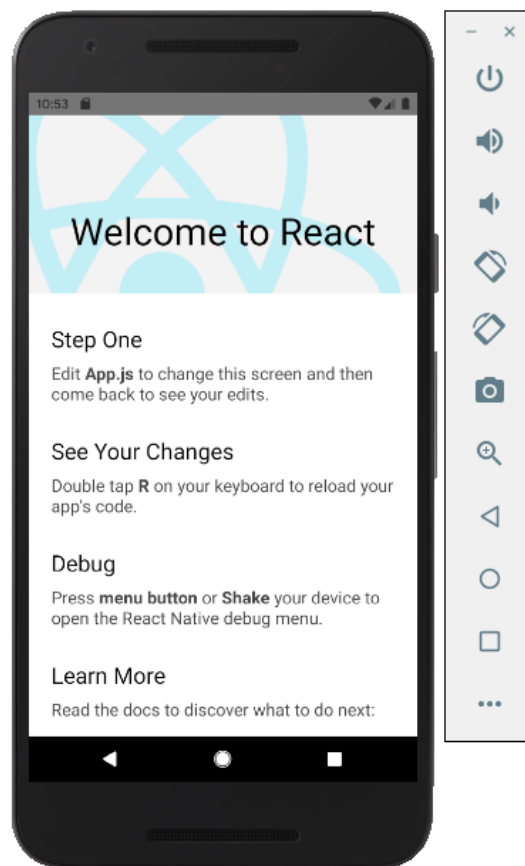 10:53
Welcome to React
Step One
Edit App.js to change this screen and then
come back to see your edits.
See Your Changes
Double tap R on your keyboard to reload your
app's code.
Debug
Press menu button or Shake your device to
open the React Native debug menu.
Learn More
Read the docs to discover what to do next: